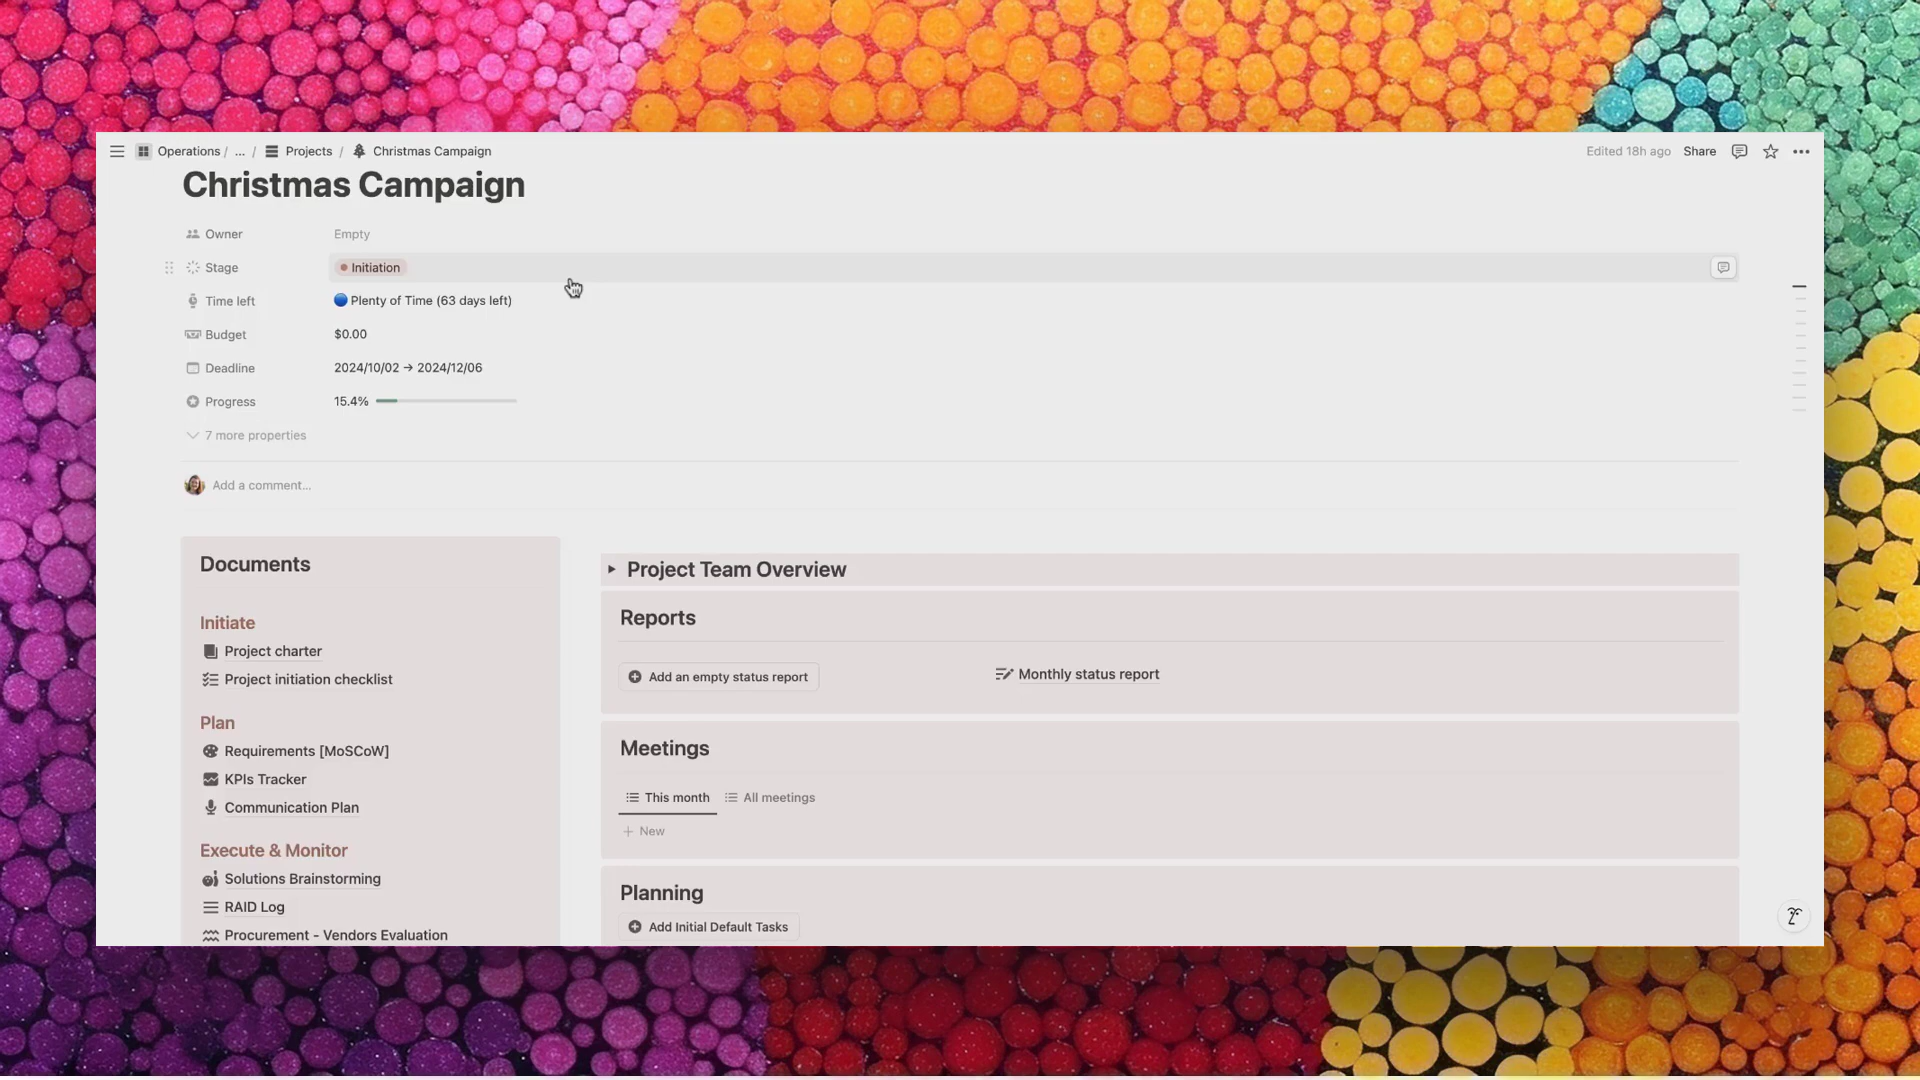 Operations / ... / Projects / Christmas Campaign
Edited 18h ago Share
Christmas Campaign
Owner Empty
Stage Initiation
Time left Plenty of Time (63 days left)
Budget $0.00
Deadline 2024/10/02 → 2024/12/06
Progress 15.4%
7 more properties
Add a comment...
Documents
Initiate
Project charter
Project initiation checklist
Plan
Requirements [MoSCoW]
KPIs Tracker
Communication Plan
Execute & Monitor
Solutions Brainstorming
RAID Log
Procurement - Vendors Evaluation
Project Team Overview
Reports
Add an empty status report Monthly status report
Meetings
This month All meetings
+ New
Planning
Add Initial Default Tasks